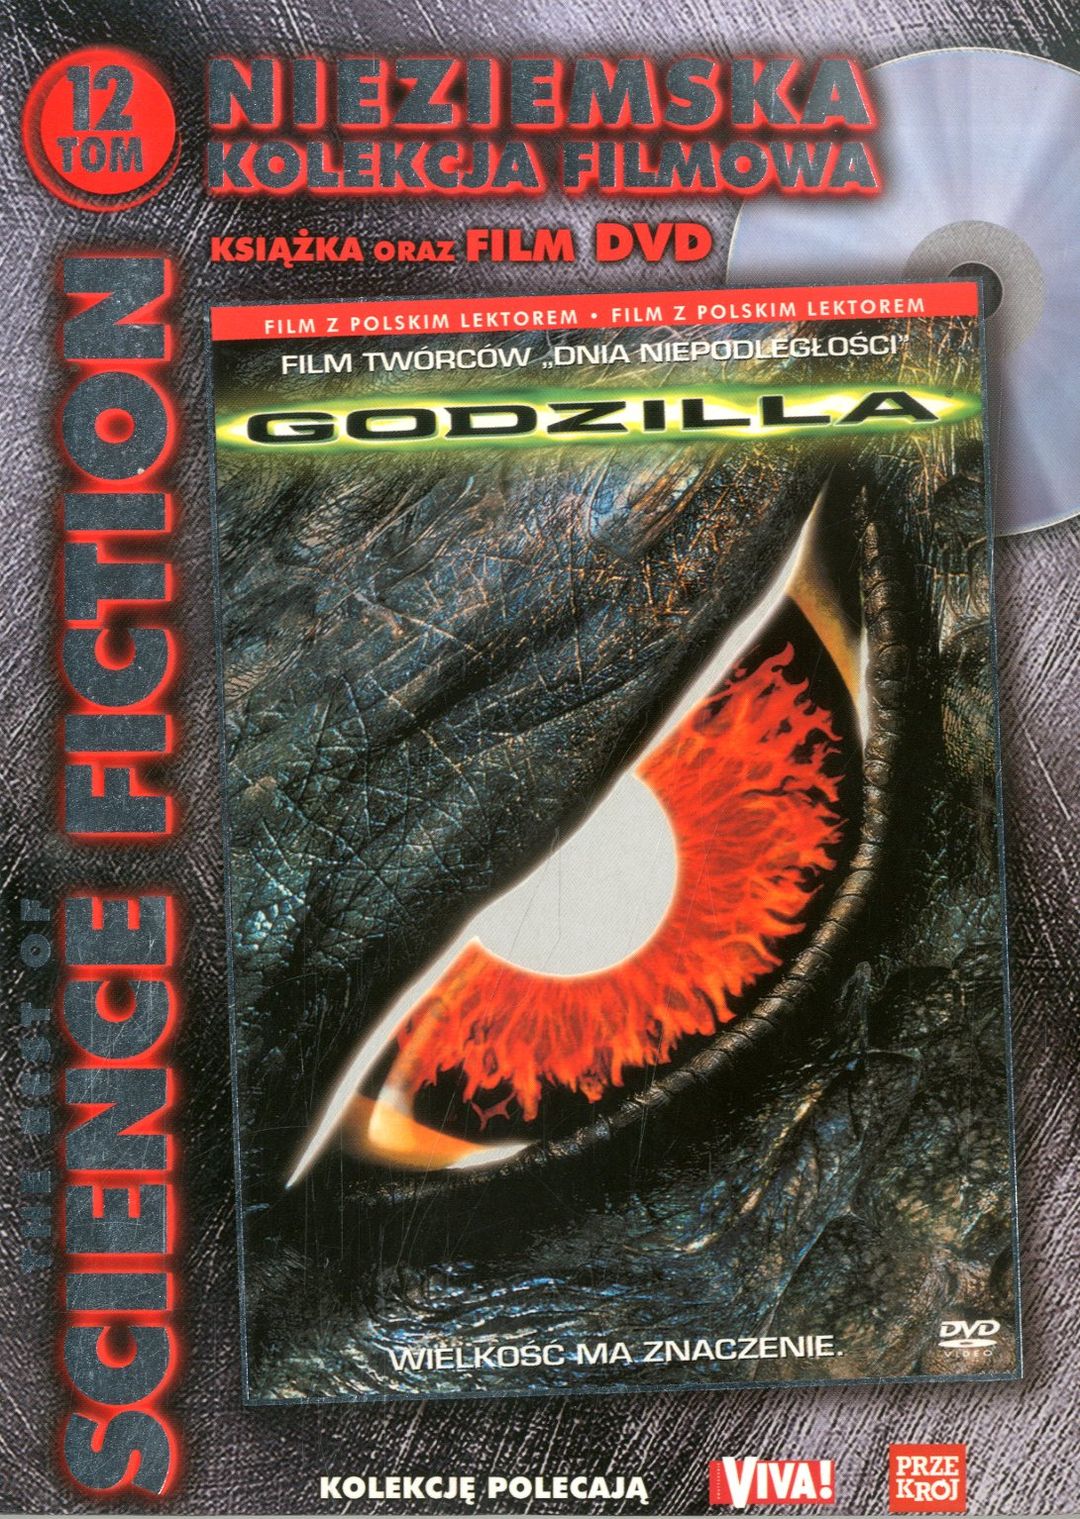 12
TOM
NIEZIEMSKA
KOLEKCJA FILMOWA
KSIĄŻKA ORAZ FILM DVD
THE BEST OF
SCIENCE FICTION
FILM Z POLSKIM LEKTOREM • FILM Z POLSKIM LEKTOREM
FILM TWÓRCÓW „DNIA NIEPODLEGŁOŚCI”
GODZILLA
WIELKOŚĆ MA ZNACZENIE.
DVD
VIDEO
KOLEKCJĘ POLECAJĄ
VIVA!
PRZE
KRÓJ